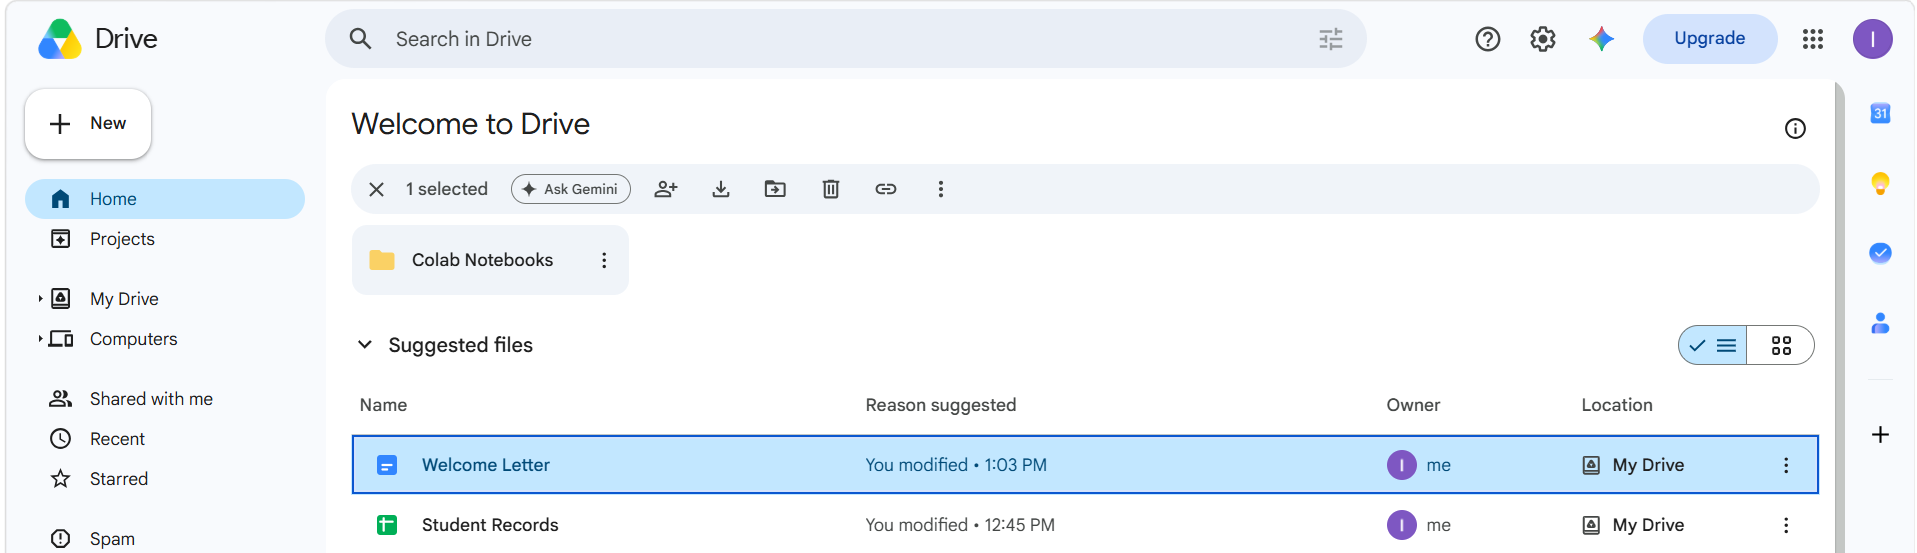 Drive
Search in Drive
Upgrade
I
New
Home
Projects
My Drive
Computers
Shared with me
Recent
Starred
Spam
Welcome to Drive
1 selected
Ask Gemini
Colab Notebooks
Suggested files
Name Reason suggested Owner Location
Welcome Letter You modified • 1:03 PM I me My Drive
Student Records You modified • 12:45 PM I me My Drive
31